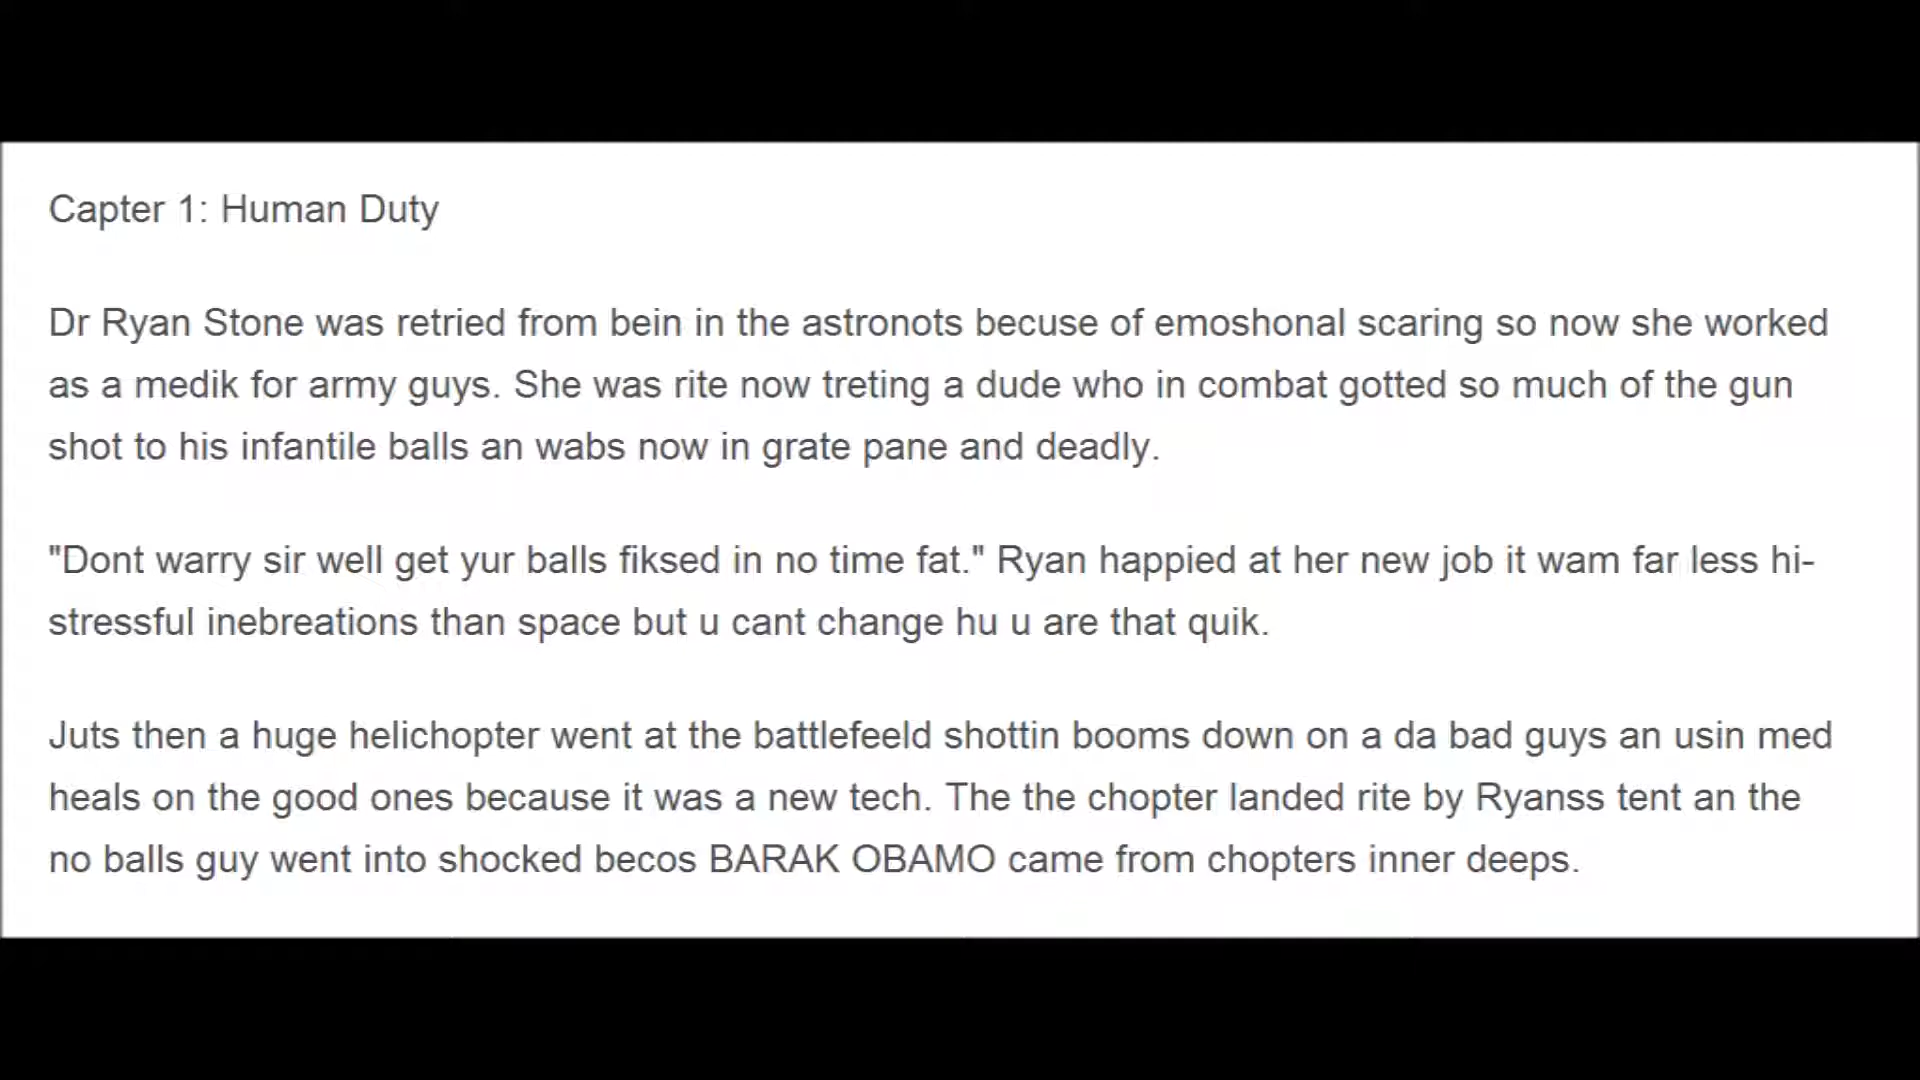 Capter 1: Human Duty
Dr Ryan Stone was retried from bein in the astronots becuse of emoshonal scaring so now she worked
as a medik for army guys. She was rite now treting a dude who in combat gotted so much of the gun
shot to his infantile balls an wabs now in grate pane and deadly.
"Dont warry sir well get yur balls fiksed in no time fat." Ryan happied at her new job it wam far less hi-
stressful inebreations than space but u cant change hu u are that quik.
Juts then a huge helichopter went at the battlefeeld shottin booms down on a da bad guys an usin med
heals on the good ones because it was a new tech. The the chopter landed rite by Ryanss tent an the
no balls guy went into shocked becos BARAK OBAMO came from chopters inner deeps.